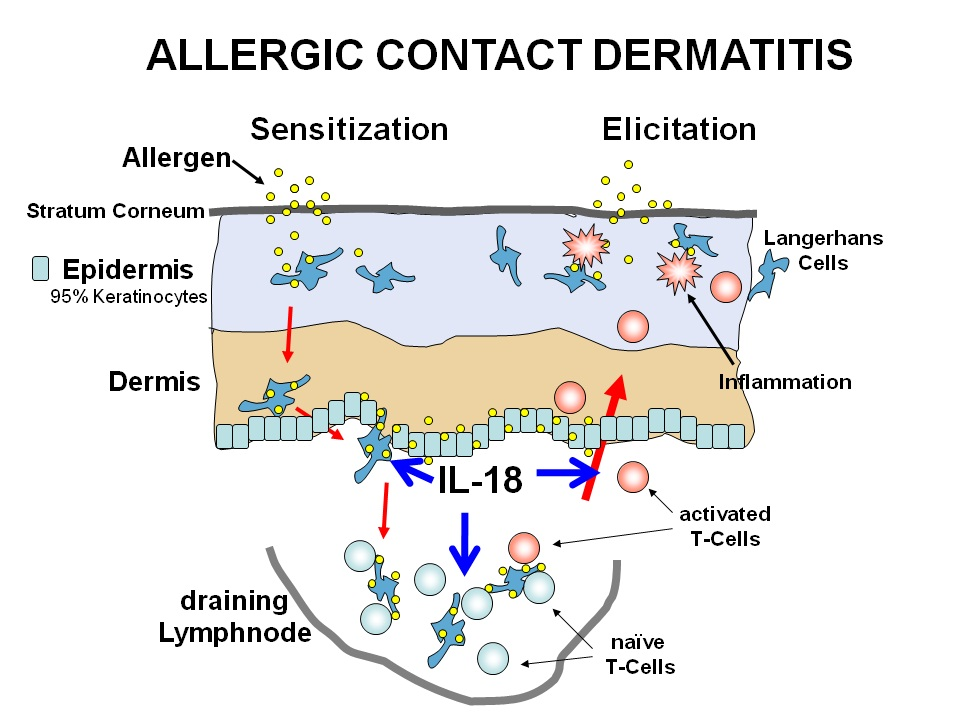 ALLERGIC CONTACT DERMATITIS
Sensitization
Elicitation
Allergen
Stratum Corneum
Langerhans
Cells
Epidermis
95% Keratinocytes
Dermis
Inflammation
IL-18
activated
T-Cells
draining
Lymphnode
naïve
T-Cells